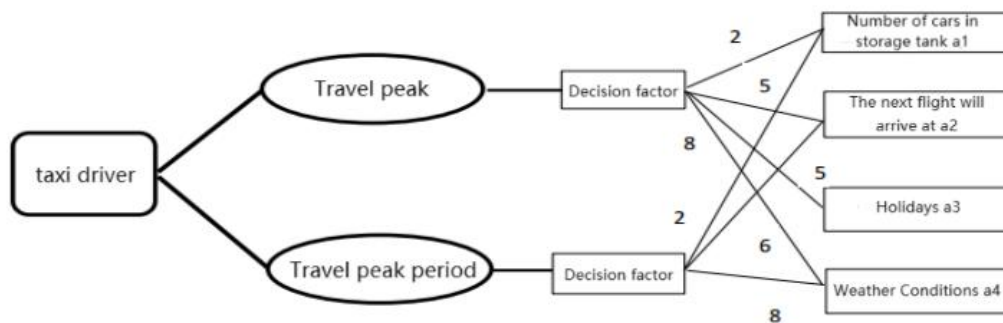 taxi driver
Travel peak
Travel peak period
Decision factor
Decision factor
2
5
8
5
2
6
8
Number of cars in
storage tank a1
The next flight will
arrive at a2
Holidays a3
Weather Conditions a4